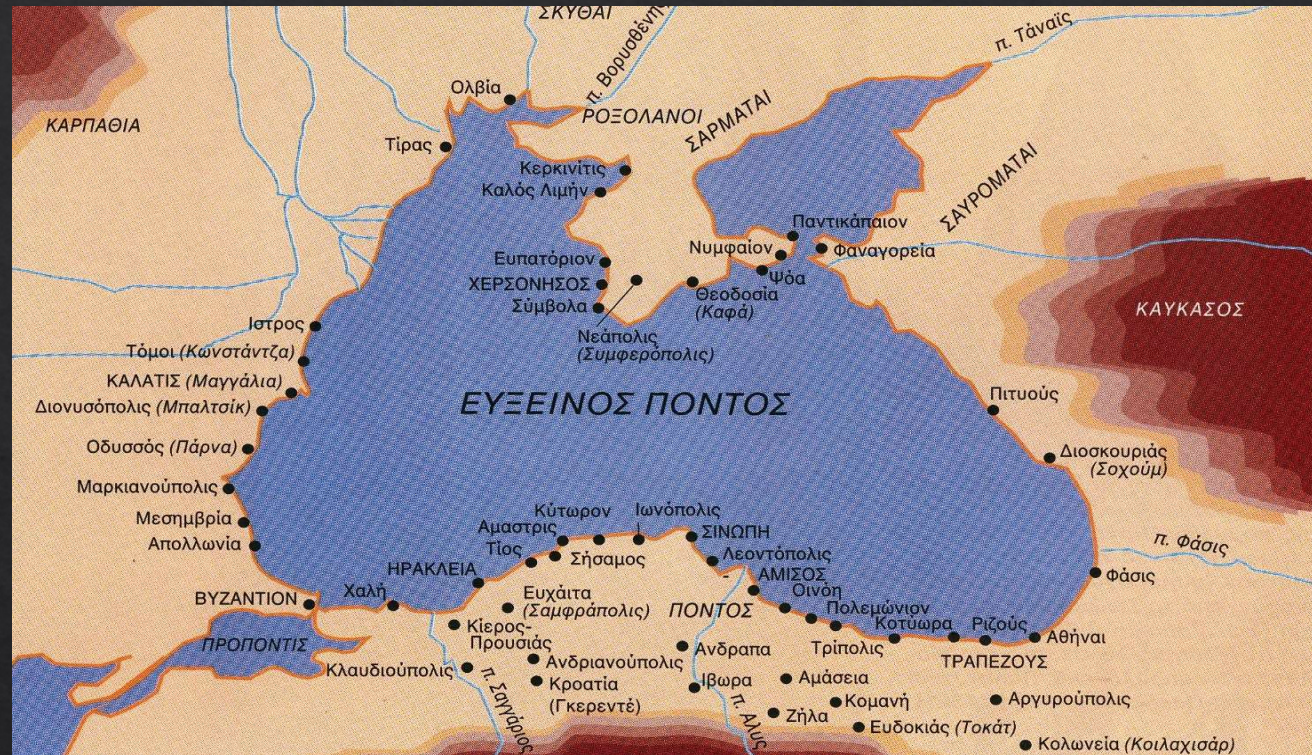 ΣΚΥΘΑΙ
π. Βορυσθένης
π. Τάναϊς
Ολβία
ΡΟΞΟΛΑΝΟΙ
ΣΑΡΜΑΤΑΙ
ΚΑΡΠΑΘΙΑ
Τίρας
Κερκινίτις
Καλός Λιμήν
ΣΑΥΡΟΜΑΤΑΙ
Παντικάπαιον
Νυμφαίον
Φαναγορεία
Ευπατόριον
Ψόα
ΧΕΡΣΟΝΗΣΟΣ
Θεοδοσία
(Καφά)
Σύμβολα
ΚΑΥΚΑΣΟΣ
Ιστρος
Νεάπολις
(Συμφερόπολις)
Τόμοι (Κωνστάντζα)
ΚΑΛΑΤΙΣ (Μαγγάλια)
Διονυσόπολις (Μπαλτσίκ)
ΕΥΞΕΙΝΟΣ ΠΟΝΤΟΣ
Πιτυούς
Οδυσσός (Πάρνα)
Διοσκουριάς
(Σοχούμ)
Μαρκιανούπολις
Μεσημβρία
Απολλωνία
Κύτωρον
Ιωνόπολις
Αμαστρις
ΣΙΝΩΠΗ
Τίος
Σήσαμος
Λεοντόπολις
π. Φάσις
ΗΡΑΚΛΕΙΑ
ΑΜΙΣΟΣ
Φάσις
Χαλή
Οινόη
ΒΥΖΑΝΤΙΟΝ
Ευχάιτα
(Σαμφράπολις)
ΠΟΝΤΟΣ
Πολεμώνιον
Κοτύωρα
Ριζούς
Αθήναι
ΠΡΟΠΟΝΤΙΣ
Κίερος-
Προυσιάς
Ανδραπα
Τρίπολις
ΤΡΑΠΕΖΟΥΣ
Κλαυδιούπολις
Ανδριανούπολις
π. Σαγγάριος
Κροατία
(Γκερεντέ)
Ιβωρα
π. Αλυς
Αμάσεια
Κομανή
Αργυρούπολις
Ζήλα
Ευδοκιάς (Τοκάτ)
Κολωνεία (Κοιλαχισάρ)